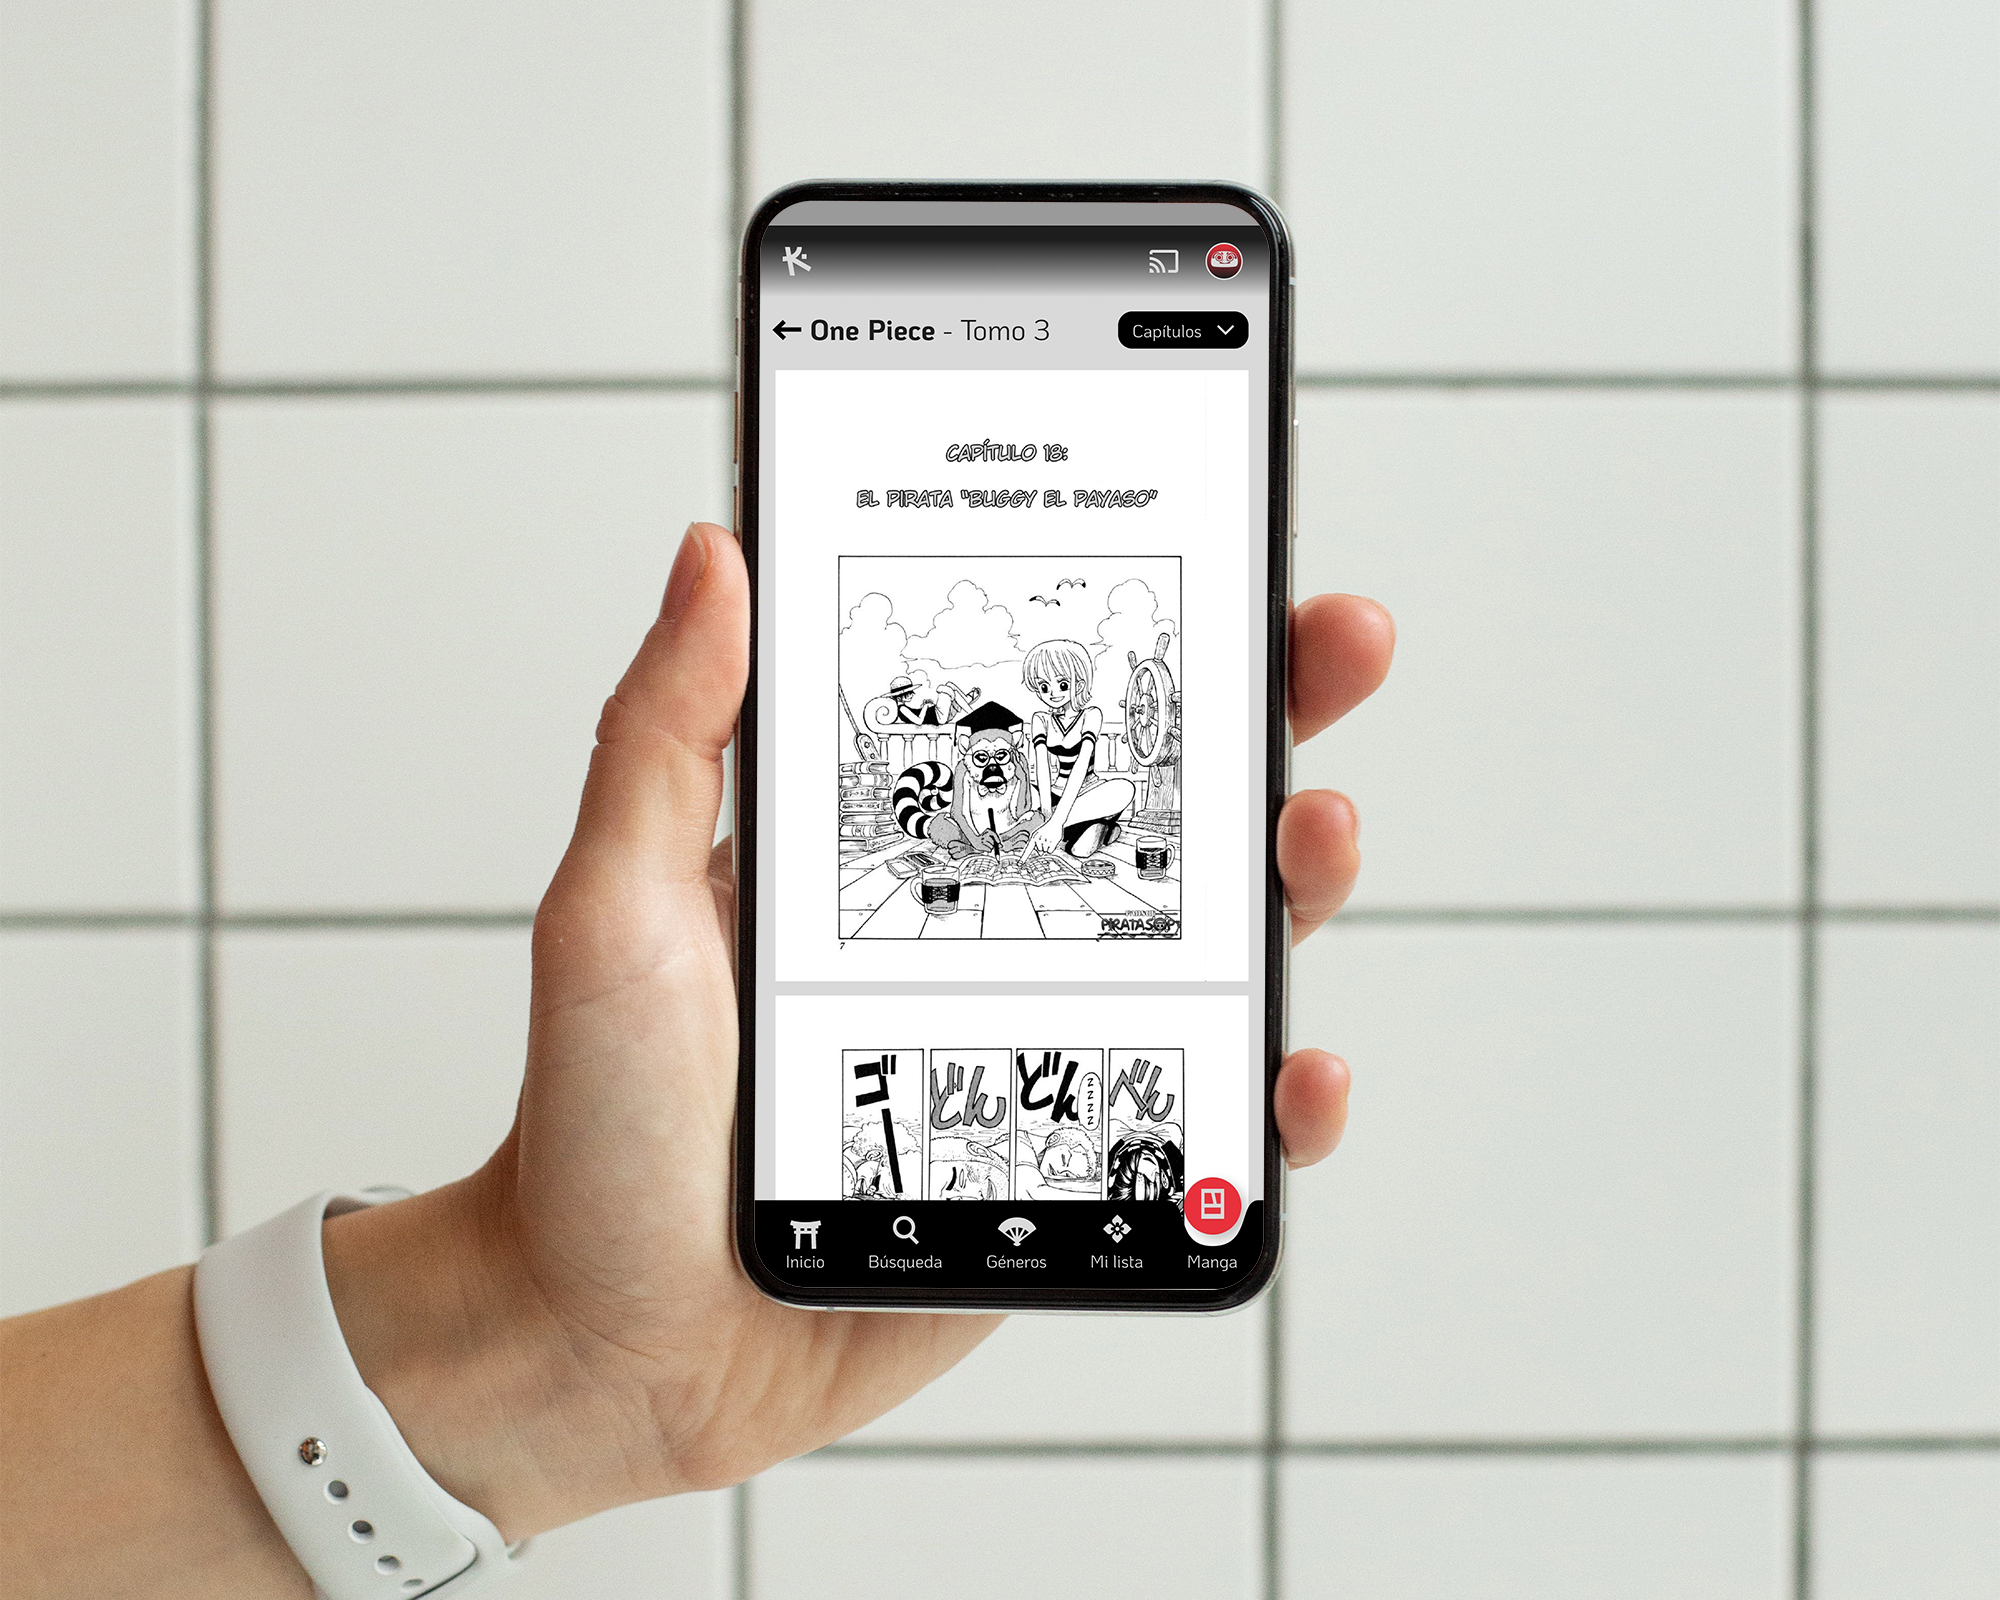 One Piece - Tomo 3
Capítulos
CAPÍTULO 18:
EL PIRATA "BUGGY EL PAYASO"
PIRATAS
7
ゴー
どん
どん
ZZZZ
べん
Inicio
Búsqueda
Géneros
Mi lista
Manga